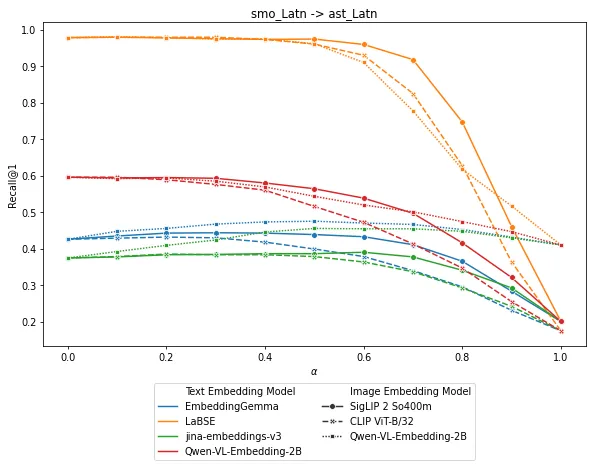 smo_Latn -> ast_Latn
Recall@1
1.0
0.9
0.8
0.7
0.6
0.5
0.4
0.3
0.2
0.0 0.2 0.4 0.6 0.8 1.0
α
Text Embedding Model Image Embedding Model
EmbeddingGemma SigLIP 2 So400m
LaBSE CLIP ViT-B/32
jina-embeddings-v3 Qwen-VL-Embedding-2B
Qwen-VL-Embedding-2B